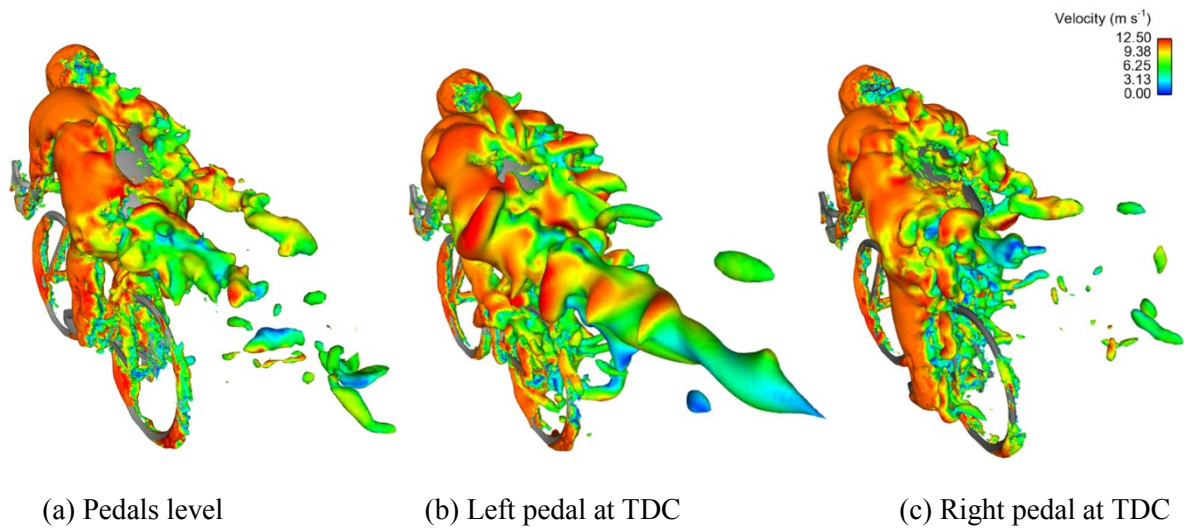 Velocity (m s⁻¹)
12.50
9.38
6.25
3.13
0.00
(a) Pedals level
(b) Left pedal at TDC
(c) Right pedal at TDC